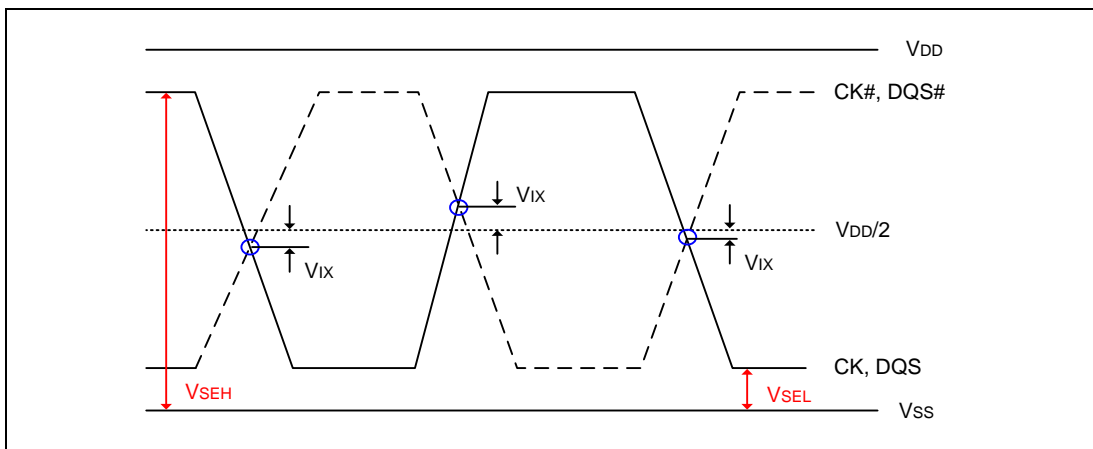 VDD
CK#, DQS#
VIX
VDD/2
VIX
VIX
CK, DQS
VSEH
VSEL
VSS